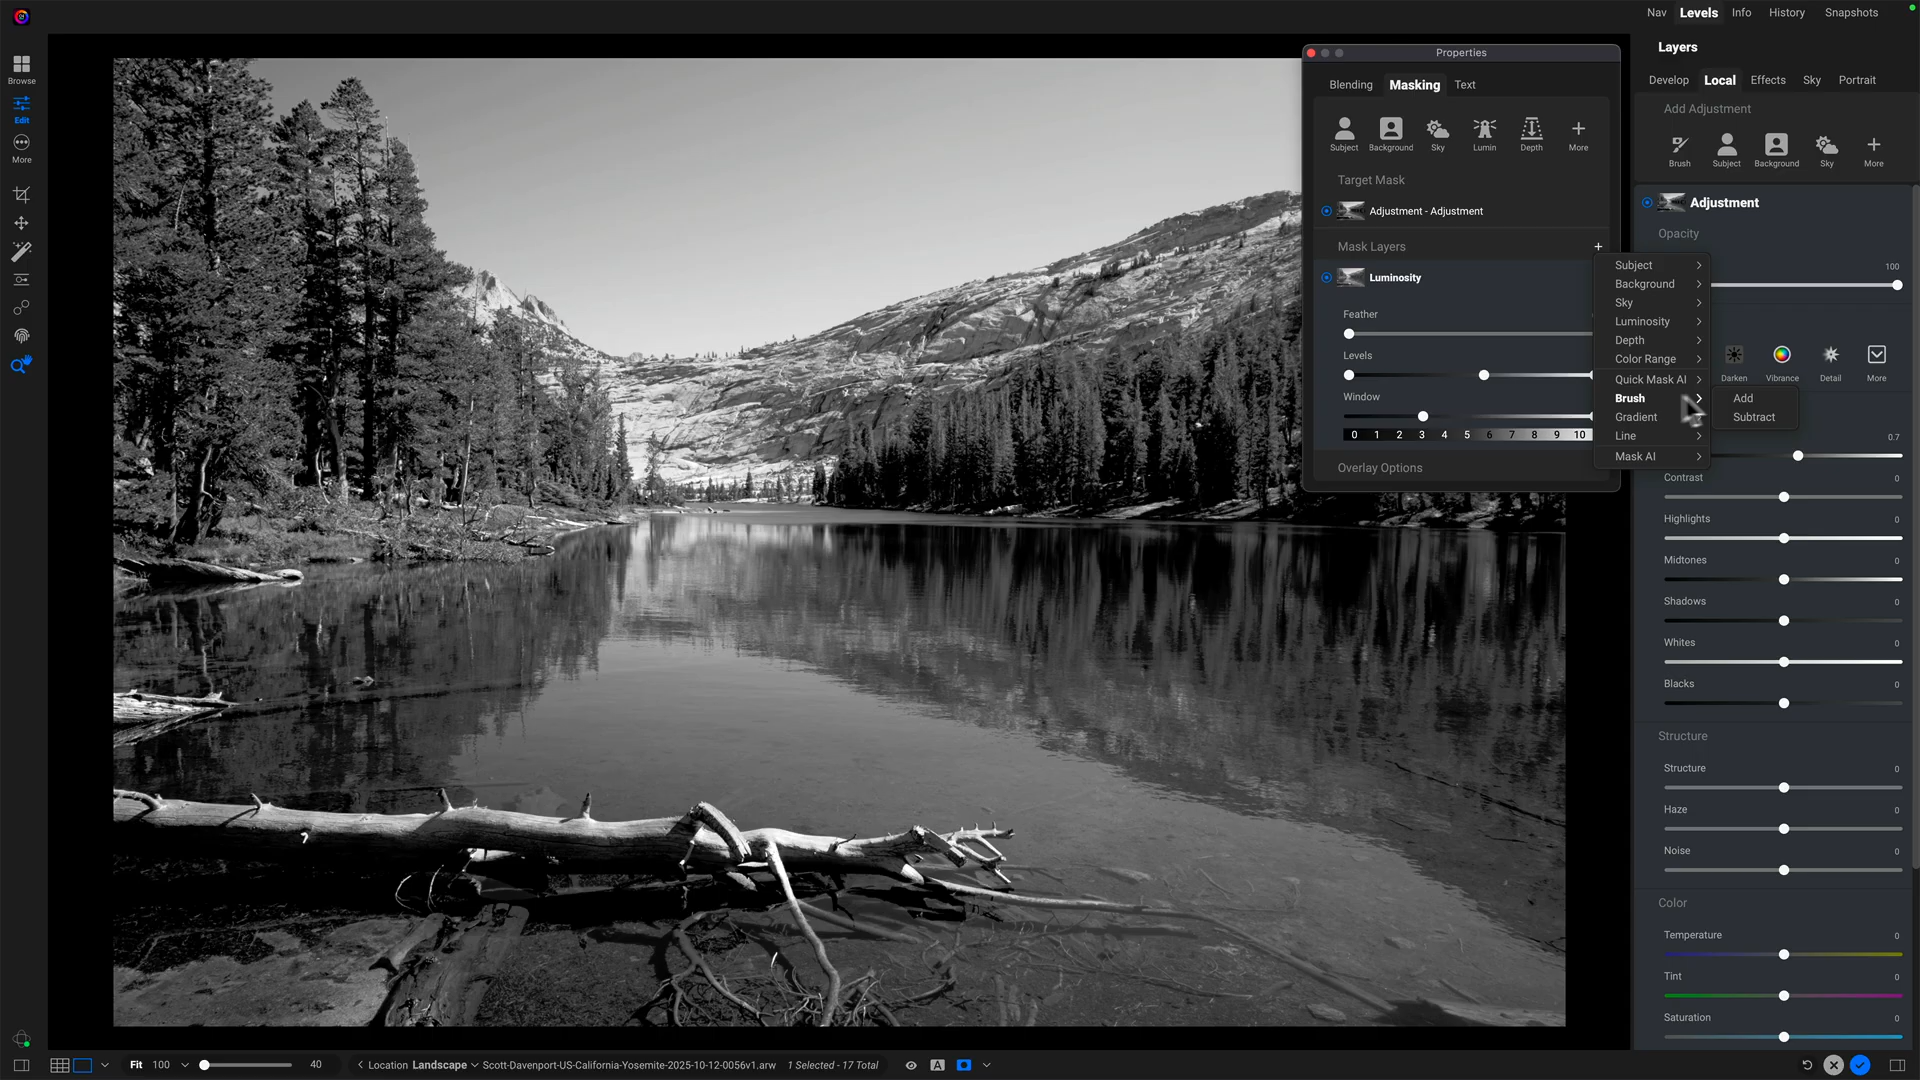 Nav Levels Info History Snapshots
Browse
Edit
More
Properties
Blending Masking Text
Subject Background Sky Lumin Depth More
Target Mask
Adjustment - Adjustment
Mask Layers +
Luminosity
Feather
Levels
Window
0 1 2 3 4 5 6 7 8 9 10
Overlay Options
Subject
Background
Sky
Luminosity
Depth
Color Range
Quick Mask AI
Brush
Gradient
Line
Mask AI
Add
Subtract
Layers
Develop Local Effects Sky Portrait
Add Adjustment
Brush Subject Background Sky More
Adjustment
Opacity
100
Darken Vibrance Detail More
0.7
Contrast 0
Highlights 0
Midtones 0
Shadows 0
Whites 0
Blacks 0
Structure
Structure 0
Haze 0
Noise 0
Color
Temperature 0
Tint 0
Saturation 0
Fit 100 40 Location Landscape Scott-Davenport-US-California-Yosemite-2025-10-12-0056v1.arw 1 Selected - 17 Total A